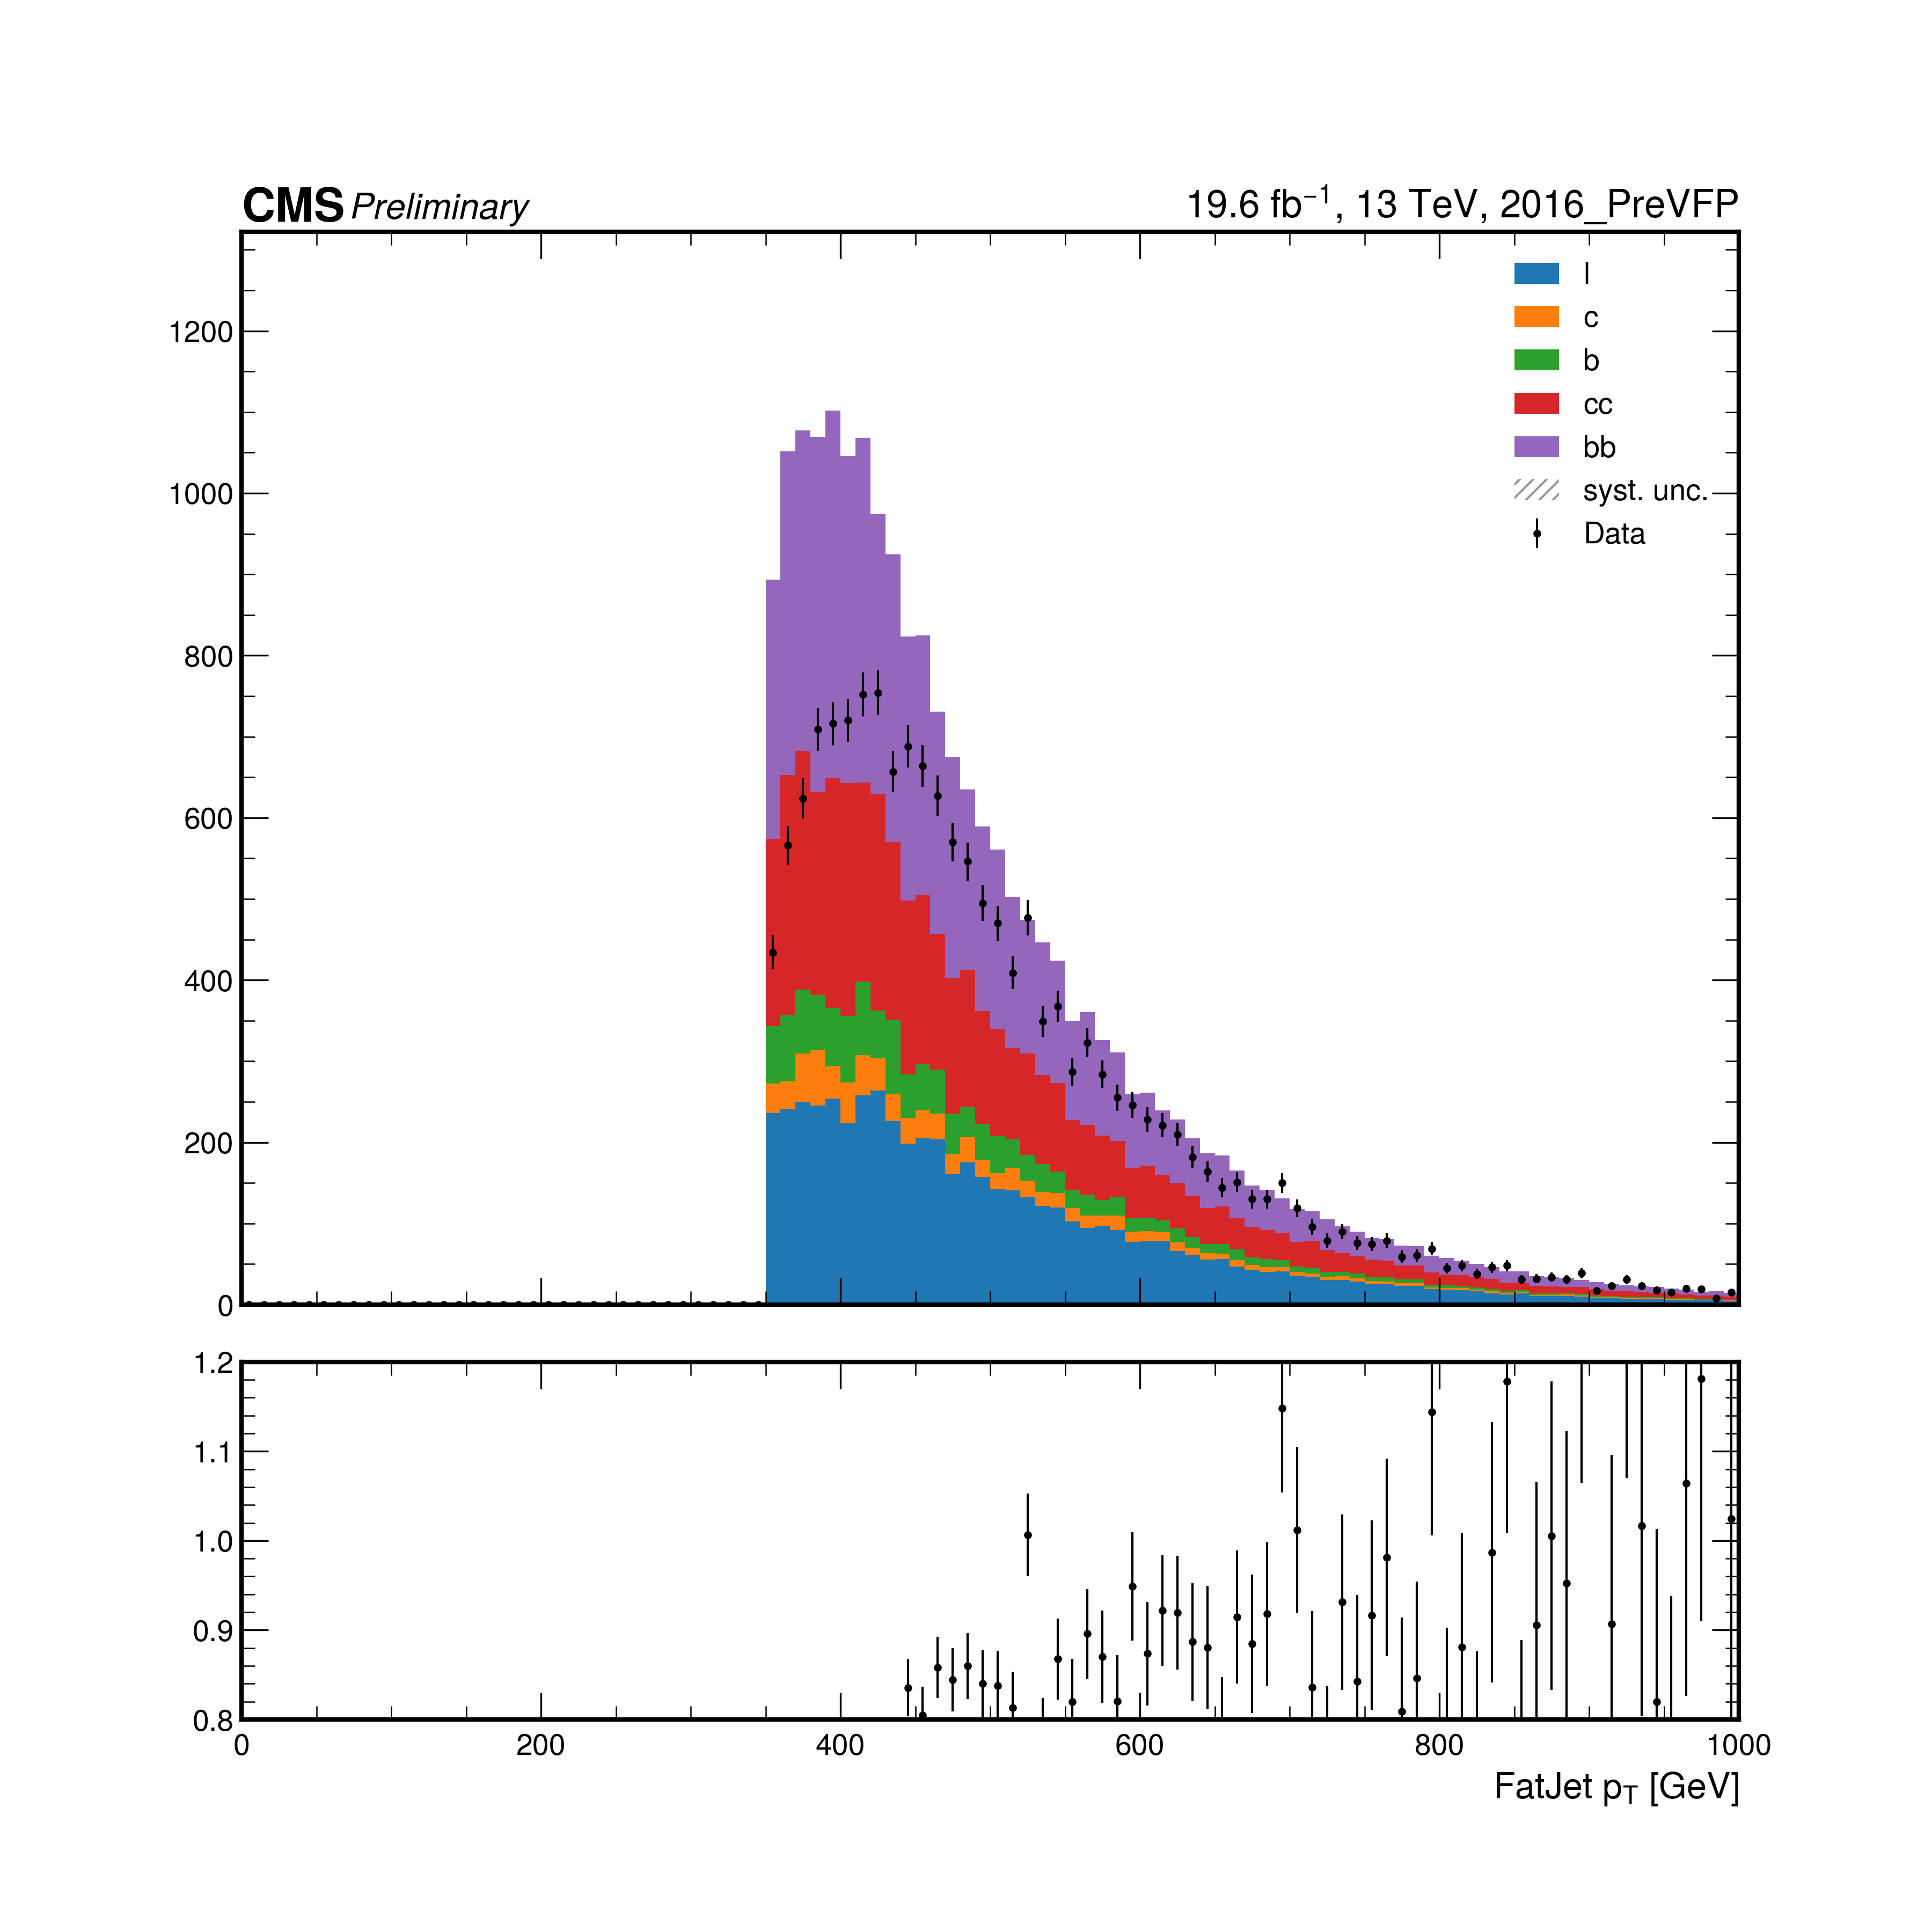 CMS Preliminary 19.6 fb⁻¹, 13 TeV, 2016_PreVFP
l
c
b
cc
bb
syst. unc.
Data
1200
1000
800
600
400
200
0
1.2
1.1
1.0
0.9
0.8
0 200 400 600 800 1000
FatJet pT [GeV]